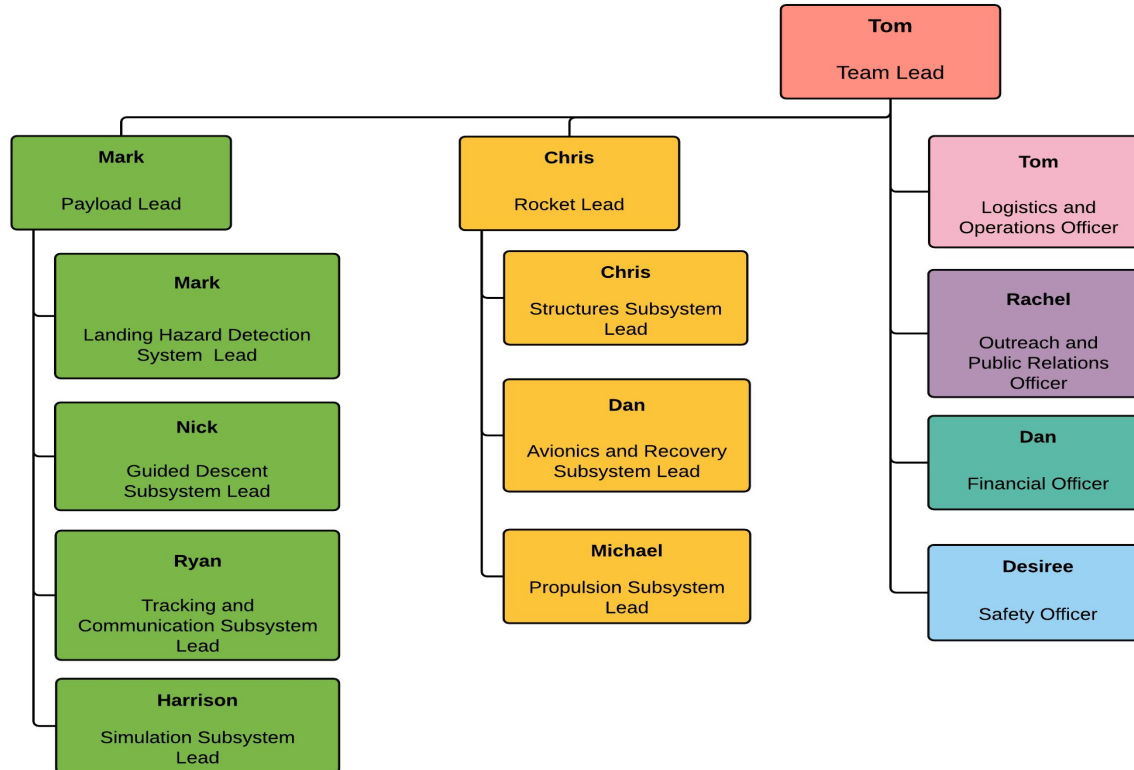 Tom
Team Lead
Mark
Payload Lead
Mark
Landing Hazard Detection
System Lead
Nick
Guided Descent
Subsystem Lead
Ryan
Tracking and
Communication Subsystem
Lead
Harrison
Simulation Subsystem
Lead
Chris
Rocket Lead
Chris
Structures Subsystem
Lead
Dan
Avionics and Recovery
Subsystem Lead
Michael
Propulsion Subsystem
Lead
Tom
Logistics and
Operations Officer
Rachel
Outreach and
Public Relations
Officer
Dan
Financial Officer
Desiree
Safety Officer